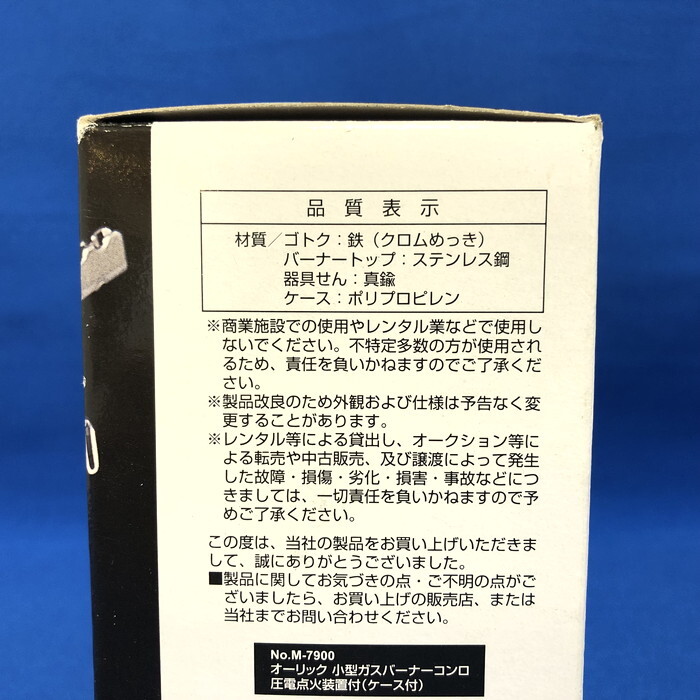 品質表示
材質／ゴトク：鉄（クロムめっき）
バーナートップ：ステンレス鋼
器具せん：真鍮
ケース：ポリプロピレン
※商業施設での使用やレンタル業などで使用し
ないでください。不特定多数の方が使用され
るため、責任を負いかねますのでご了承くだ
さい。
※製品改良のため外観および仕様は予告なく変
更することがあります。
※レンタル等による貸出し、オークション等に
よる転売や中古販売、及び譲渡によって発生
した故障・損傷・劣化・損害・事故などにつ
きましては、一切責任を負いかねますので予
めご了承ください。
この度は、当社の製品をお買い上げいただきま
して、誠にありがとうございました。
■製品に関してお気づきの点・ご不明の点がご
ざいましたら、お買い上げの販売店、または
当社までお問い合わせください。
No.M-7900
オーリック 小型ガスバーナーコンロ
圧電点火装置付(ケース付)